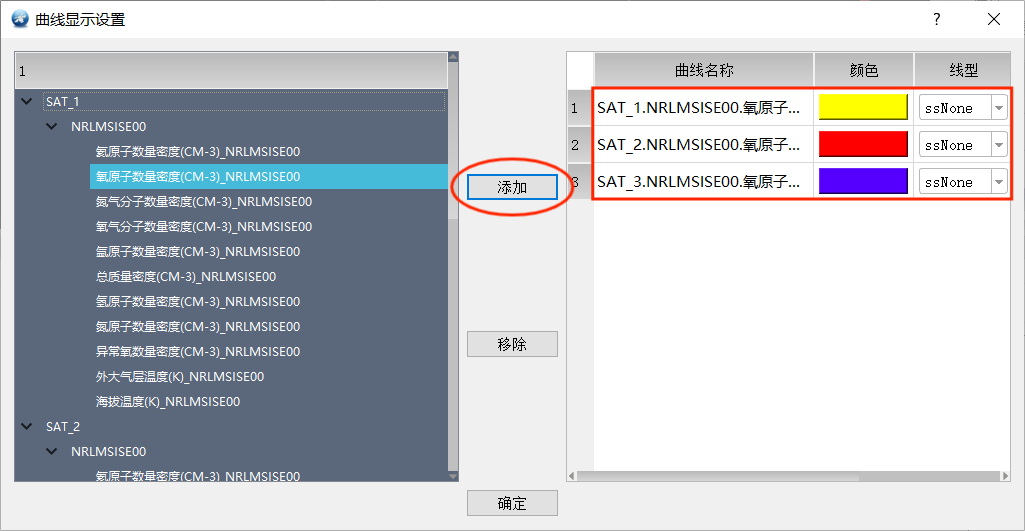 曲线显示设置
?
1
SAT_1
NRLMSISE00
氦原子数量密度(CM-3)_NRLMSISE00
氧原子数量密度(CM-3)_NRLMSISE00
氮气分子数量密度(CM-3)_NRLMSISE00
氧气分子数量密度(CM-3)_NRLMSISE00
氩原子数量密度(CM-3)_NRLMSISE00
总质量密度(CM-3)_NRLMSISE00
氢原子数量密度(CM-3)_NRLMSISE00
氮原子数量密度(CM-3)_NRLMSISE00
异常氧数量密度(CM-3)_NRLMSISE00
外大气层温度(K)_NRLMSISE00
海拔温度(K)_NRLMSISE00
SAT_2
NRLMSISE00
氦原子数量密度(CM-3)_NRLMSISE00
添加
移除
确定
曲线名称 颜色 线型
1 SAT_1.NRLMSISE00.氧原子... ssNone
2 SAT_2.NRLMSISE00.氧原子... ssNone
3 SAT_3.NRLMSISE00.氧原子... ssNone